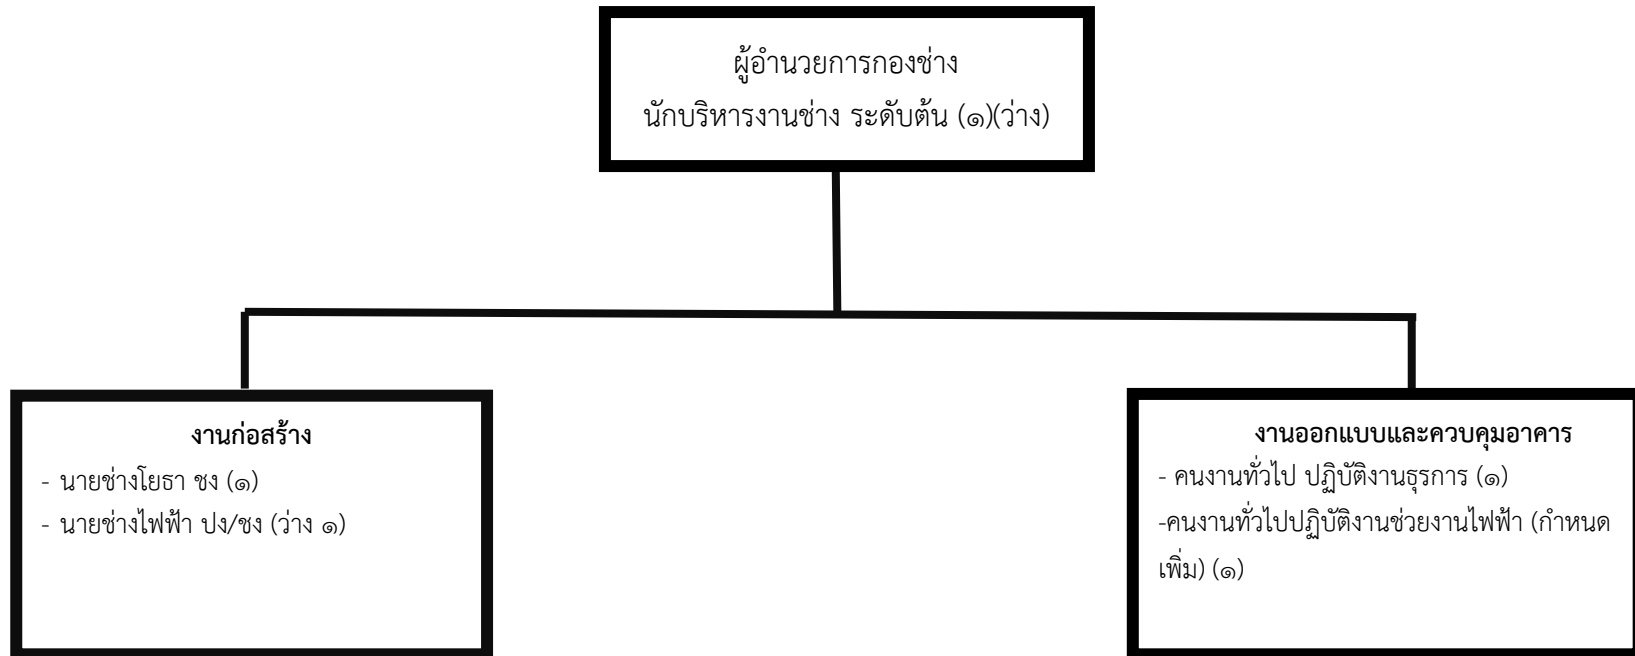 ผู้อำนวยการกองช่าง
นักบริหารงานช่าง ระดับต้น (๑)(ว่าง)
งานก่อสร้าง
- นายช่างโยธา ชง (๑)
- นายช่างไฟฟ้า ปง/ชง (ว่าง ๑)
งานออกแบบและควบคุมอาคาร
- คนงานทั่วไป ปฏิบัติงานธุรการ (๑)
-คนงานทั่วไปปฏิบัติงานช่วยงานไฟฟ้า (กำหนด
เพิ่ม) (๑)